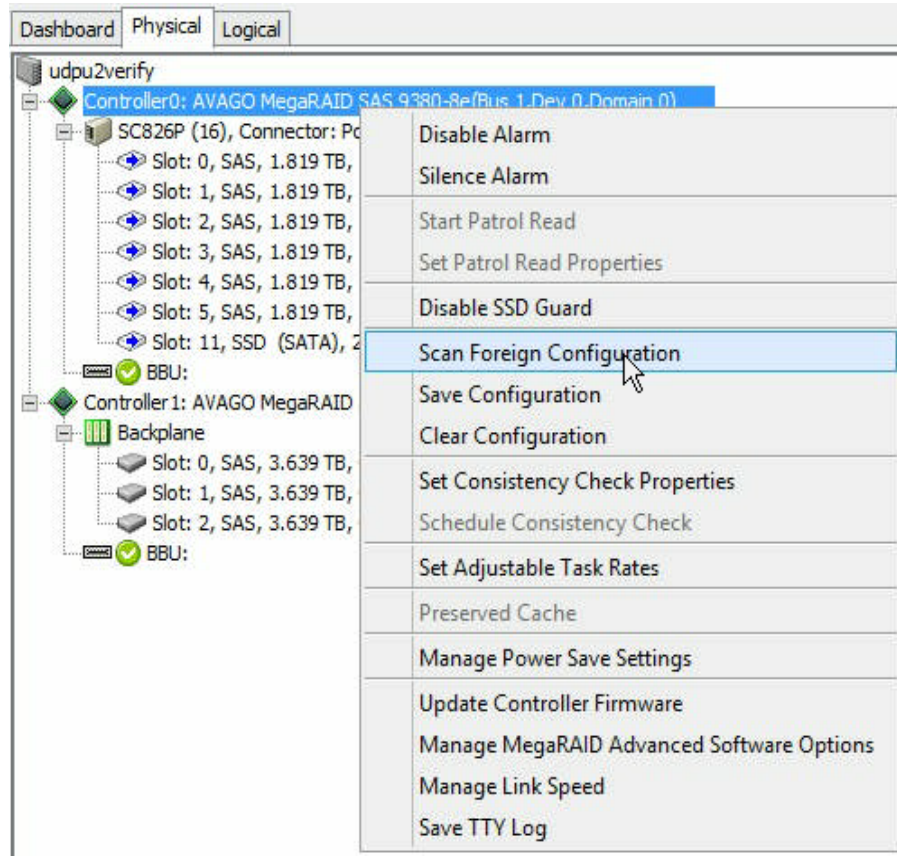 Dashboard Physical Logical
udpu2verify
Controller0: AVAGO MegaRAID SAS 9380-8e(Bus 1,Dev 0,Domain 0)
SC826P (16), Connector: Po
Slot: 0, SAS, 1.819 TB,
Slot: 1, SAS, 1.819 TB,
Slot: 2, SAS, 1.819 TB,
Slot: 3, SAS, 1.819 TB,
Slot: 4, SAS, 1.819 TB,
Slot: 5, SAS, 1.819 TB,
Slot: 11, SSD (SATA), 2
BBU:
Controller1: AVAGO MegaRAID
Backplane
Slot: 0, SAS, 3.639 TB,
Slot: 1, SAS, 3.639 TB,
Slot: 2, SAS, 3.639 TB,
BBU:
Disable Alarm
Silence Alarm
Start Patrol Read
Set Patrol Read Properties
Disable SSD Guard
Scan Foreign Configuration
Save Configuration
Clear Configuration
Set Consistency Check Properties
Schedule Consistency Check
Set Adjustable Task Rates
Preserved Cache
Manage Power Save Settings
Update Controller Firmware
Manage MegaRAID Advanced Software Options
Manage Link Speed
Save TTY Log